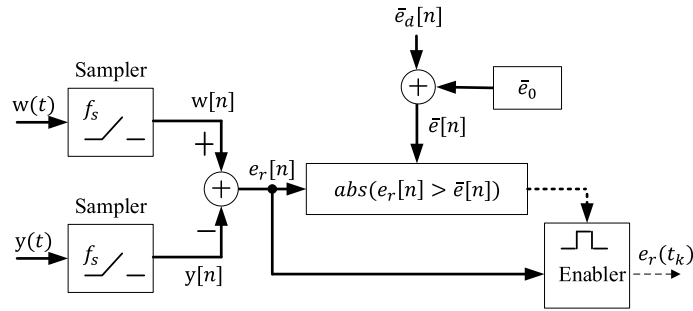 ē_d[n]
Sampler
w(t)
f_s
w[n]
+
+
ē_0
ē[n]
e_r[n]
+
abs(e_r[n] > ē[n])
Sampler
y(t)
f_s
−
y[n]
Enabler
e_r(t_k)